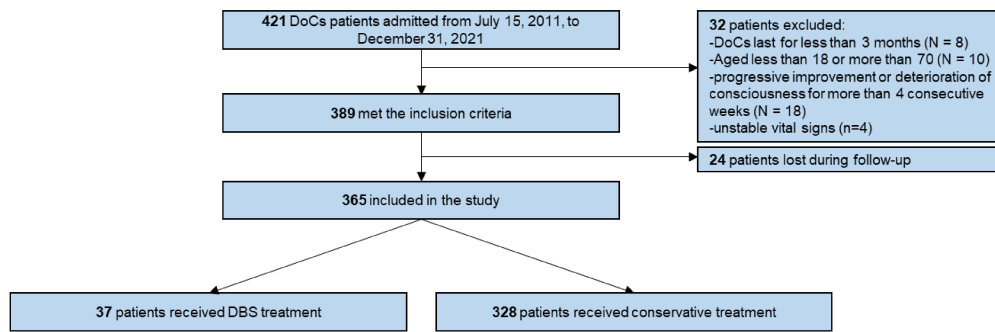 421 DoCs patients admitted from July 15, 2011, to
December 31, 2021
32 patients excluded:
-DoCs last for less than 3 months (N = 8)
-Aged less than 18 or more than 70 (N = 10)
-progressive improvement or deterioration of
consciousness for more than 4 consecutive
weeks (N = 18)
-unstable vital signs (n=4)
389 met the inclusion criteria
24 patients lost during follow-up
365 included in the study
37 patients received DBS treatment
328 patients received conservative treatment